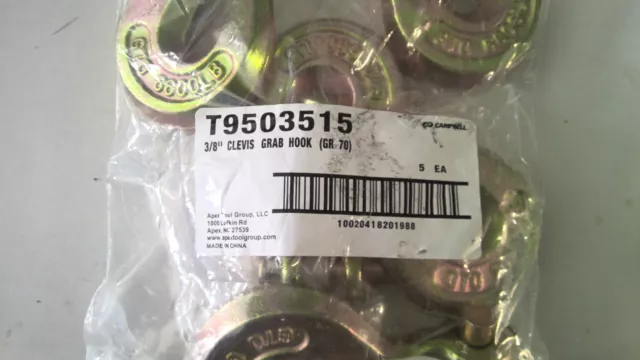 6600LB
T9503515
CAMPBELL
3/8" CLEVIS GRAB HOOK (GR 70)
5 EA
Apex Tool Group, LLC
1000 Lufkin Rd
Apex, NC 27539
www.apextoolgroup.com
MADE IN CHINA
10020418201988